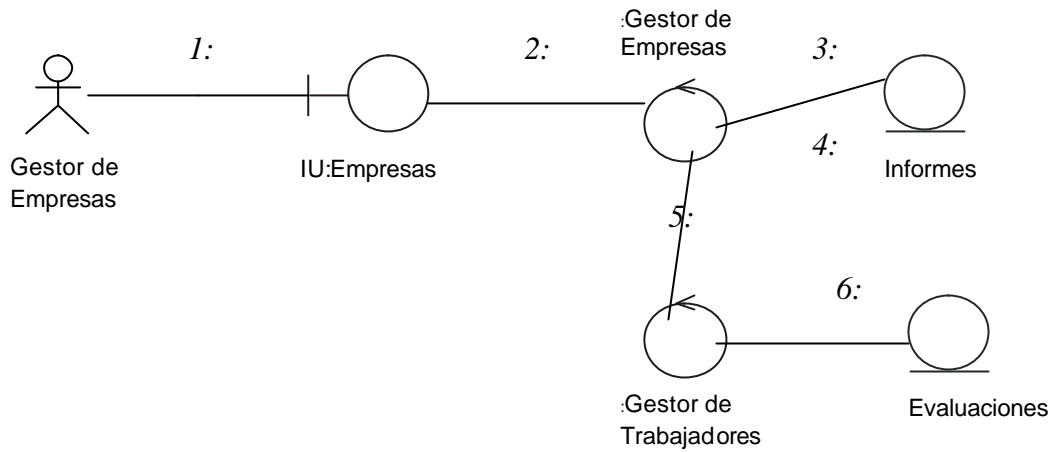 :Gestor de
Empresas
1:
2:
3:
4:
Gestor de
Empresas
IU:Empresas
Informes
5:
6:
:Gestor de
Trabajadores
Evaluaciones